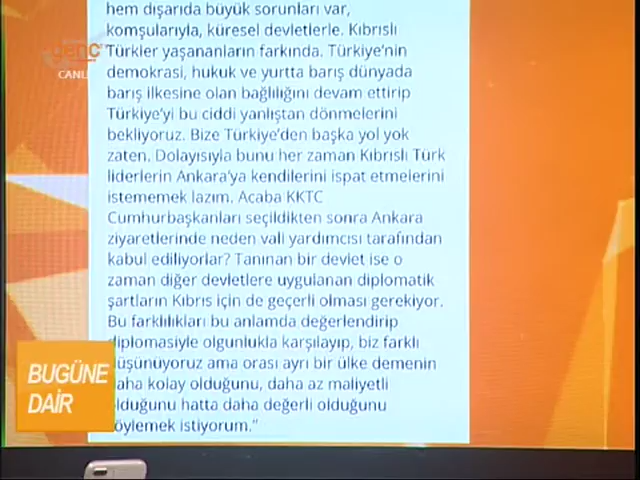 hem dışarıda büyük sorunları var,
komşularıyla, küresel devletlerle. Kıbrıslı
Türkler yaşananların farkında. Türkiye'nin
demokrasi, hukuk ve yurtta barış dünyada
barış ilkesine olan bağlılığını devam ettirip
Türkiye'yi bu ciddi yanlıştan dönmelerini
bekliyoruz. Bize Türkiye'den başka yol yok
zaten. Dolayısıyla bunu her zaman Kıbrıslı Türk
liderlerin Ankara'ya kendilerini ispat etmelerini
istememek lazım. Acaba KKTC
Cumhurbaşkanları seçildikten sonra Ankara
ziyaretlerinde neden vali yardımcısı tarafından
kabul ediliyorlar? Tanınan bir devlet ise o
zaman diğer devletlere uygulanan diplomatik
şartların Kıbrıs için de geçerli olması gerekiyor.
Bu farklılıkları bu anlamda değerlendirip
diplomasiyle olgunlukla karşılayıp, biz farklı
düşünüyoruz ama orası ayrı bir ülke demenin
daha kolay olduğunu, daha az maliyetli
olduğunu hatta daha değerli olduğunu
söylemek istiyorum."
genç
CANLI
BUGÜNE
DAİR